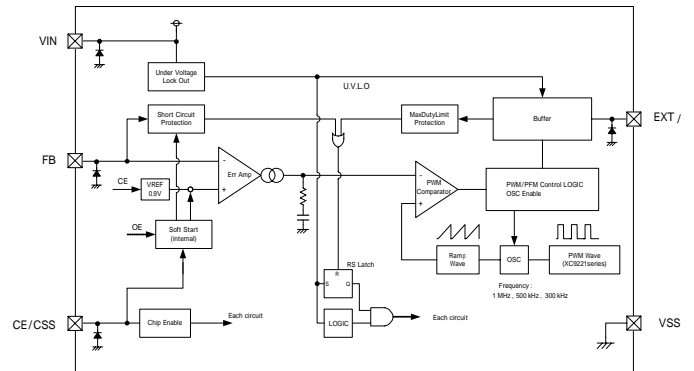 VIN
Under Voltage
Lock Out
U.V.L.O
Short Circuit
Protection
MaxDutyLimit
Protection
Buffer
EXT /
FB
-
Err Amp
+
CE
VREF
0.9V
-
PWM
Comparator
+
PWM/PFM Control LOGIC
OSC Enable
OE
Soft Start
(internal)
Ramp
Wave
OSC
PWM Wave
(XC9221series)
RS Latch
R
S
Q
Frequency :
1 MHz , 500 kHz , 300 kHz
CE/CSS
Chip Enable
Each circuit
LOGIC
Each circuit
VSS